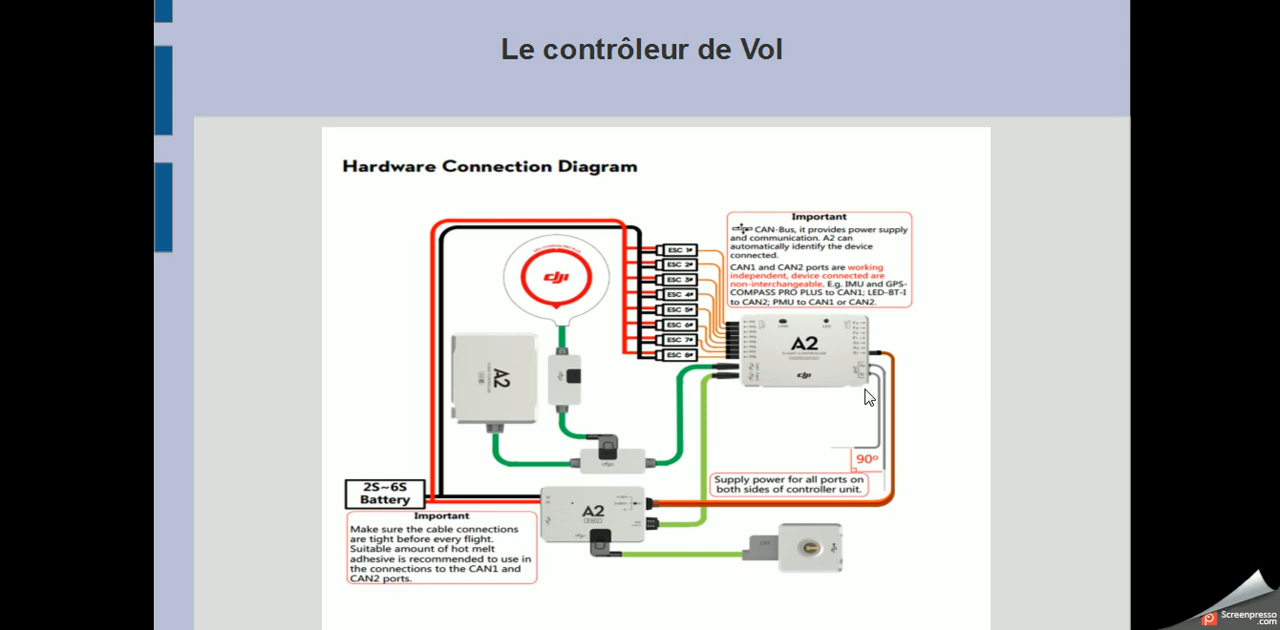 Le contrôleur de Vol
Hardware Connection Diagram
Important
CAN-Bus, it provides power supply
and communication. A2 can
automatically identify the device
connected.
CAN1 and CAN2 ports are working
independent, device connected are
non-interchangeable. E.g. IMU and GPS-
COMPASS PRO PLUS to CAN1; LED-BT-I
to CAN2; PMU to CAN1 or CAN2.
ESC 1#
ESC 2#
ESC 3#
ESC 4#
ESC 5#
ESC 6#
ESC 7#
ESC 8#
dji
LED
A2
FLIGHT CONTROLLER
dji
A2
90°
2S~6S
Battery
Supply power for all ports on
both sides of controller unit.
A2
Important
Make sure the cable connections
are tight before every flight.
Suitable amount of hot melt
adhesive is recommended to use in
the connections to the CAN1 and
CAN2 ports.
Screenpresso
.com